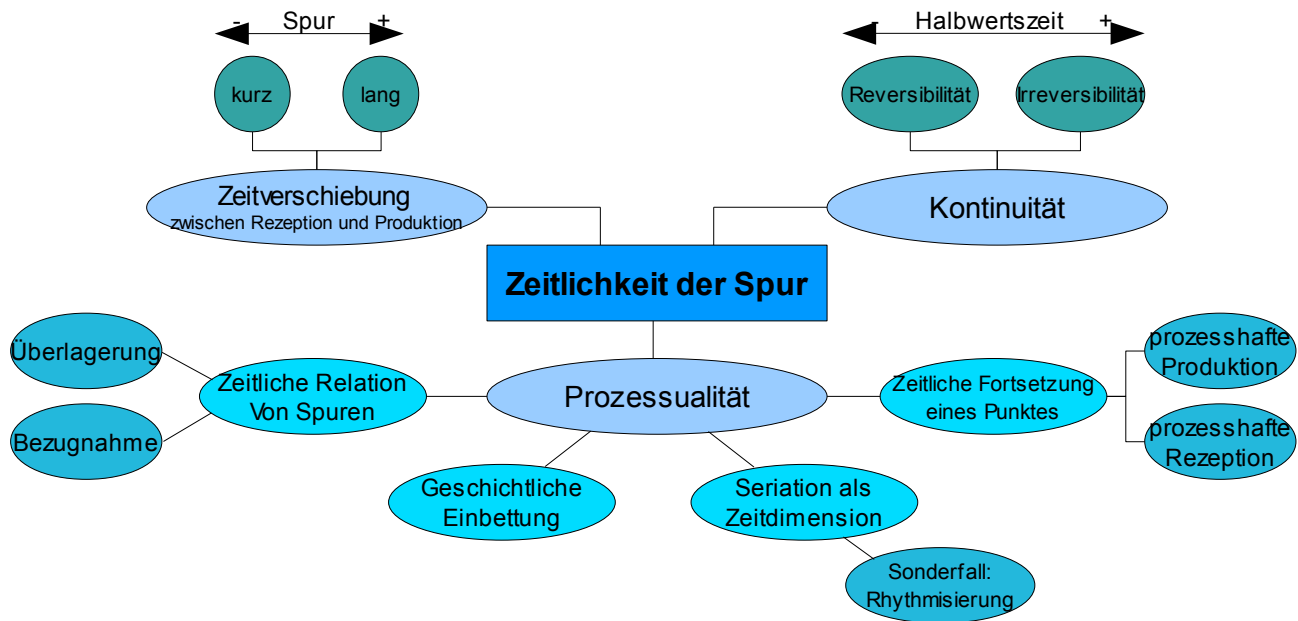 - Spur +
- Halbwertszeit +
kurz
lang
Reversibilität
Irreversibilität
Zeitverschiebung
zwischen Rezeption und Produktion
Kontinuität
Zeitlichkeit der Spur
Überlagerung
Bezugnahme
Zeitliche Relation
Von Spuren
Prozessualität
Zeitliche Fortsetzung
eines Punktes
prozesshafte
Produktion
prozesshafte
Rezeption
Geschichtliche
Einbettung
Seriation als
Zeitdimension
Sonderfall:
Rhythmisierung